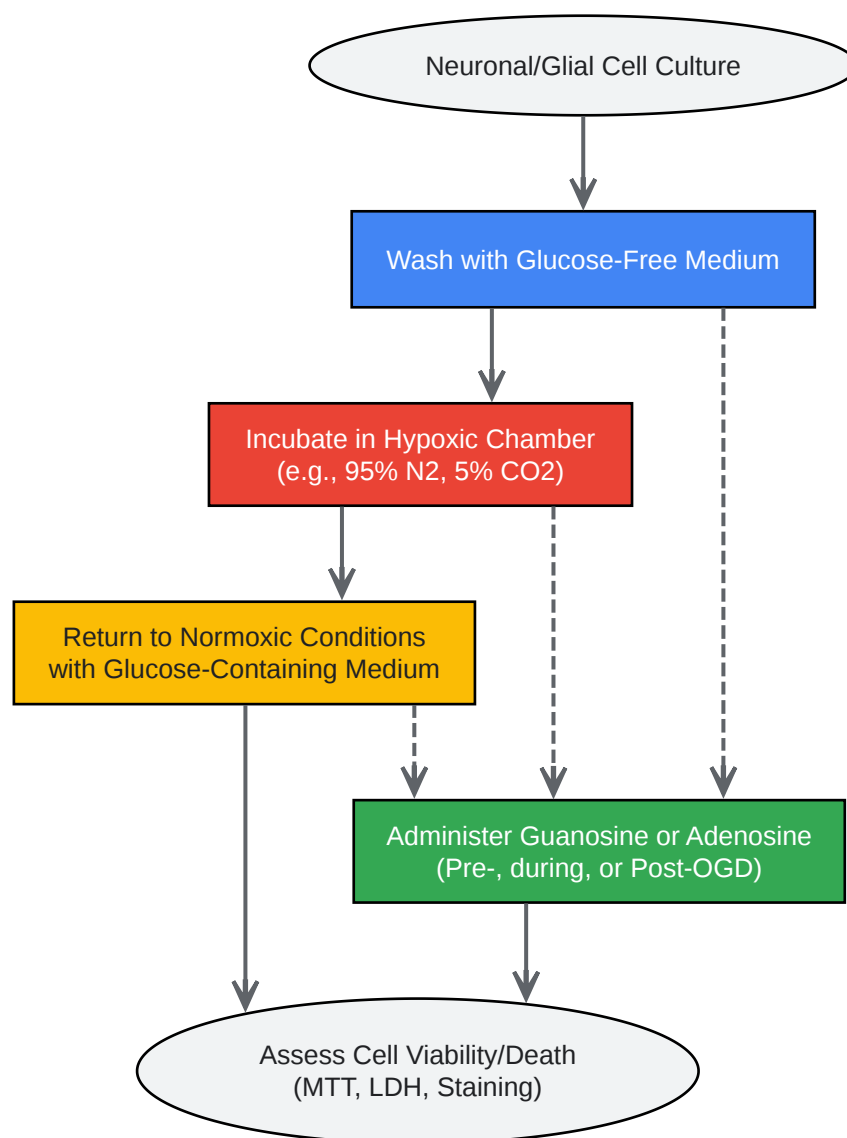 Neuronal/Glial Cell Culture
Wash with Glucose-Free Medium
Incubate in Hypoxic Chamber
(e.g., 95% N2, 5% CO2)
Return to Normoxic Conditions
with Glucose-Containing Medium
Administer Guanosine or Adenosine
(Pre-, during, or Post-OGD)
Assess Cell Viability/Death
(MTT, LDH, Staining)